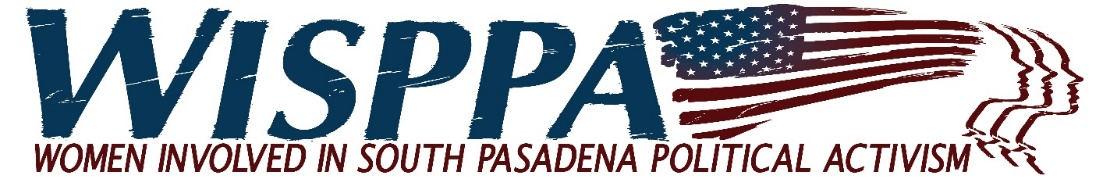 WISPPA
WOMEN INVOLVED IN SOUTH PASADENA POLITICAL ACTIVISM